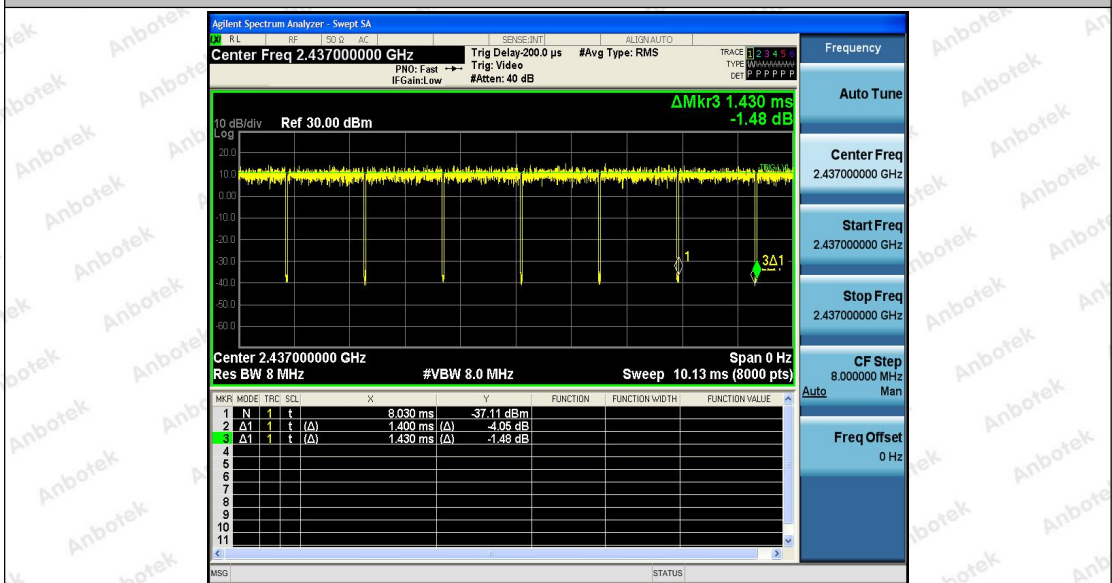 Agilent Spectrum Analyzer - Swept SA
RL RF 50 Ω AC SENSE:INT ALIGNAUTO
Center Freq 2.437000000 GHz
PNO: Fast
IFGain:Low
Trig Delay-200.0 µs
Trig: Video
#Atten: 40 dB
#Avg Type: RMS
TRACE 1 2 3 4 5 6
TYPE WWWWWW
DET P P P P P P
ΔMkr3 1.430 ms
-1.48 dB
10 dB/div Ref 30.00 dBm
Log
20.0
TRIG LVL
10.0
0.00
-10.0
-20.0
-30.0
1
3Δ1
-40.0
-50.0
-60.0
Center 2.437000000 GHz Span 0 Hz
Res BW 8 MHz #VBW 8.0 MHz Sweep 10.13 ms (8000 pts)
MKR MODE TRC SCL X Y FUNCTION FUNCTION WIDTH FUNCTION VALUE
1 N 1 t 8.030 ms -37.11 dBm
2 Δ1 1 t (Δ) 1.400 ms (Δ) -4.05 dB
3 Δ1 1 t (Δ) 1.430 ms (Δ) -1.48 dB
4
5
6
7
8
9
10
11
MSG STATUS
Frequency
Auto Tune
Center Freq
2.437000000 GHz
Start Freq
2.437000000 GHz
Stop Freq
2.437000000 GHz
CF Step
8.000000 MHz
Auto Man
Freq Offset
0 Hz
Anbotek